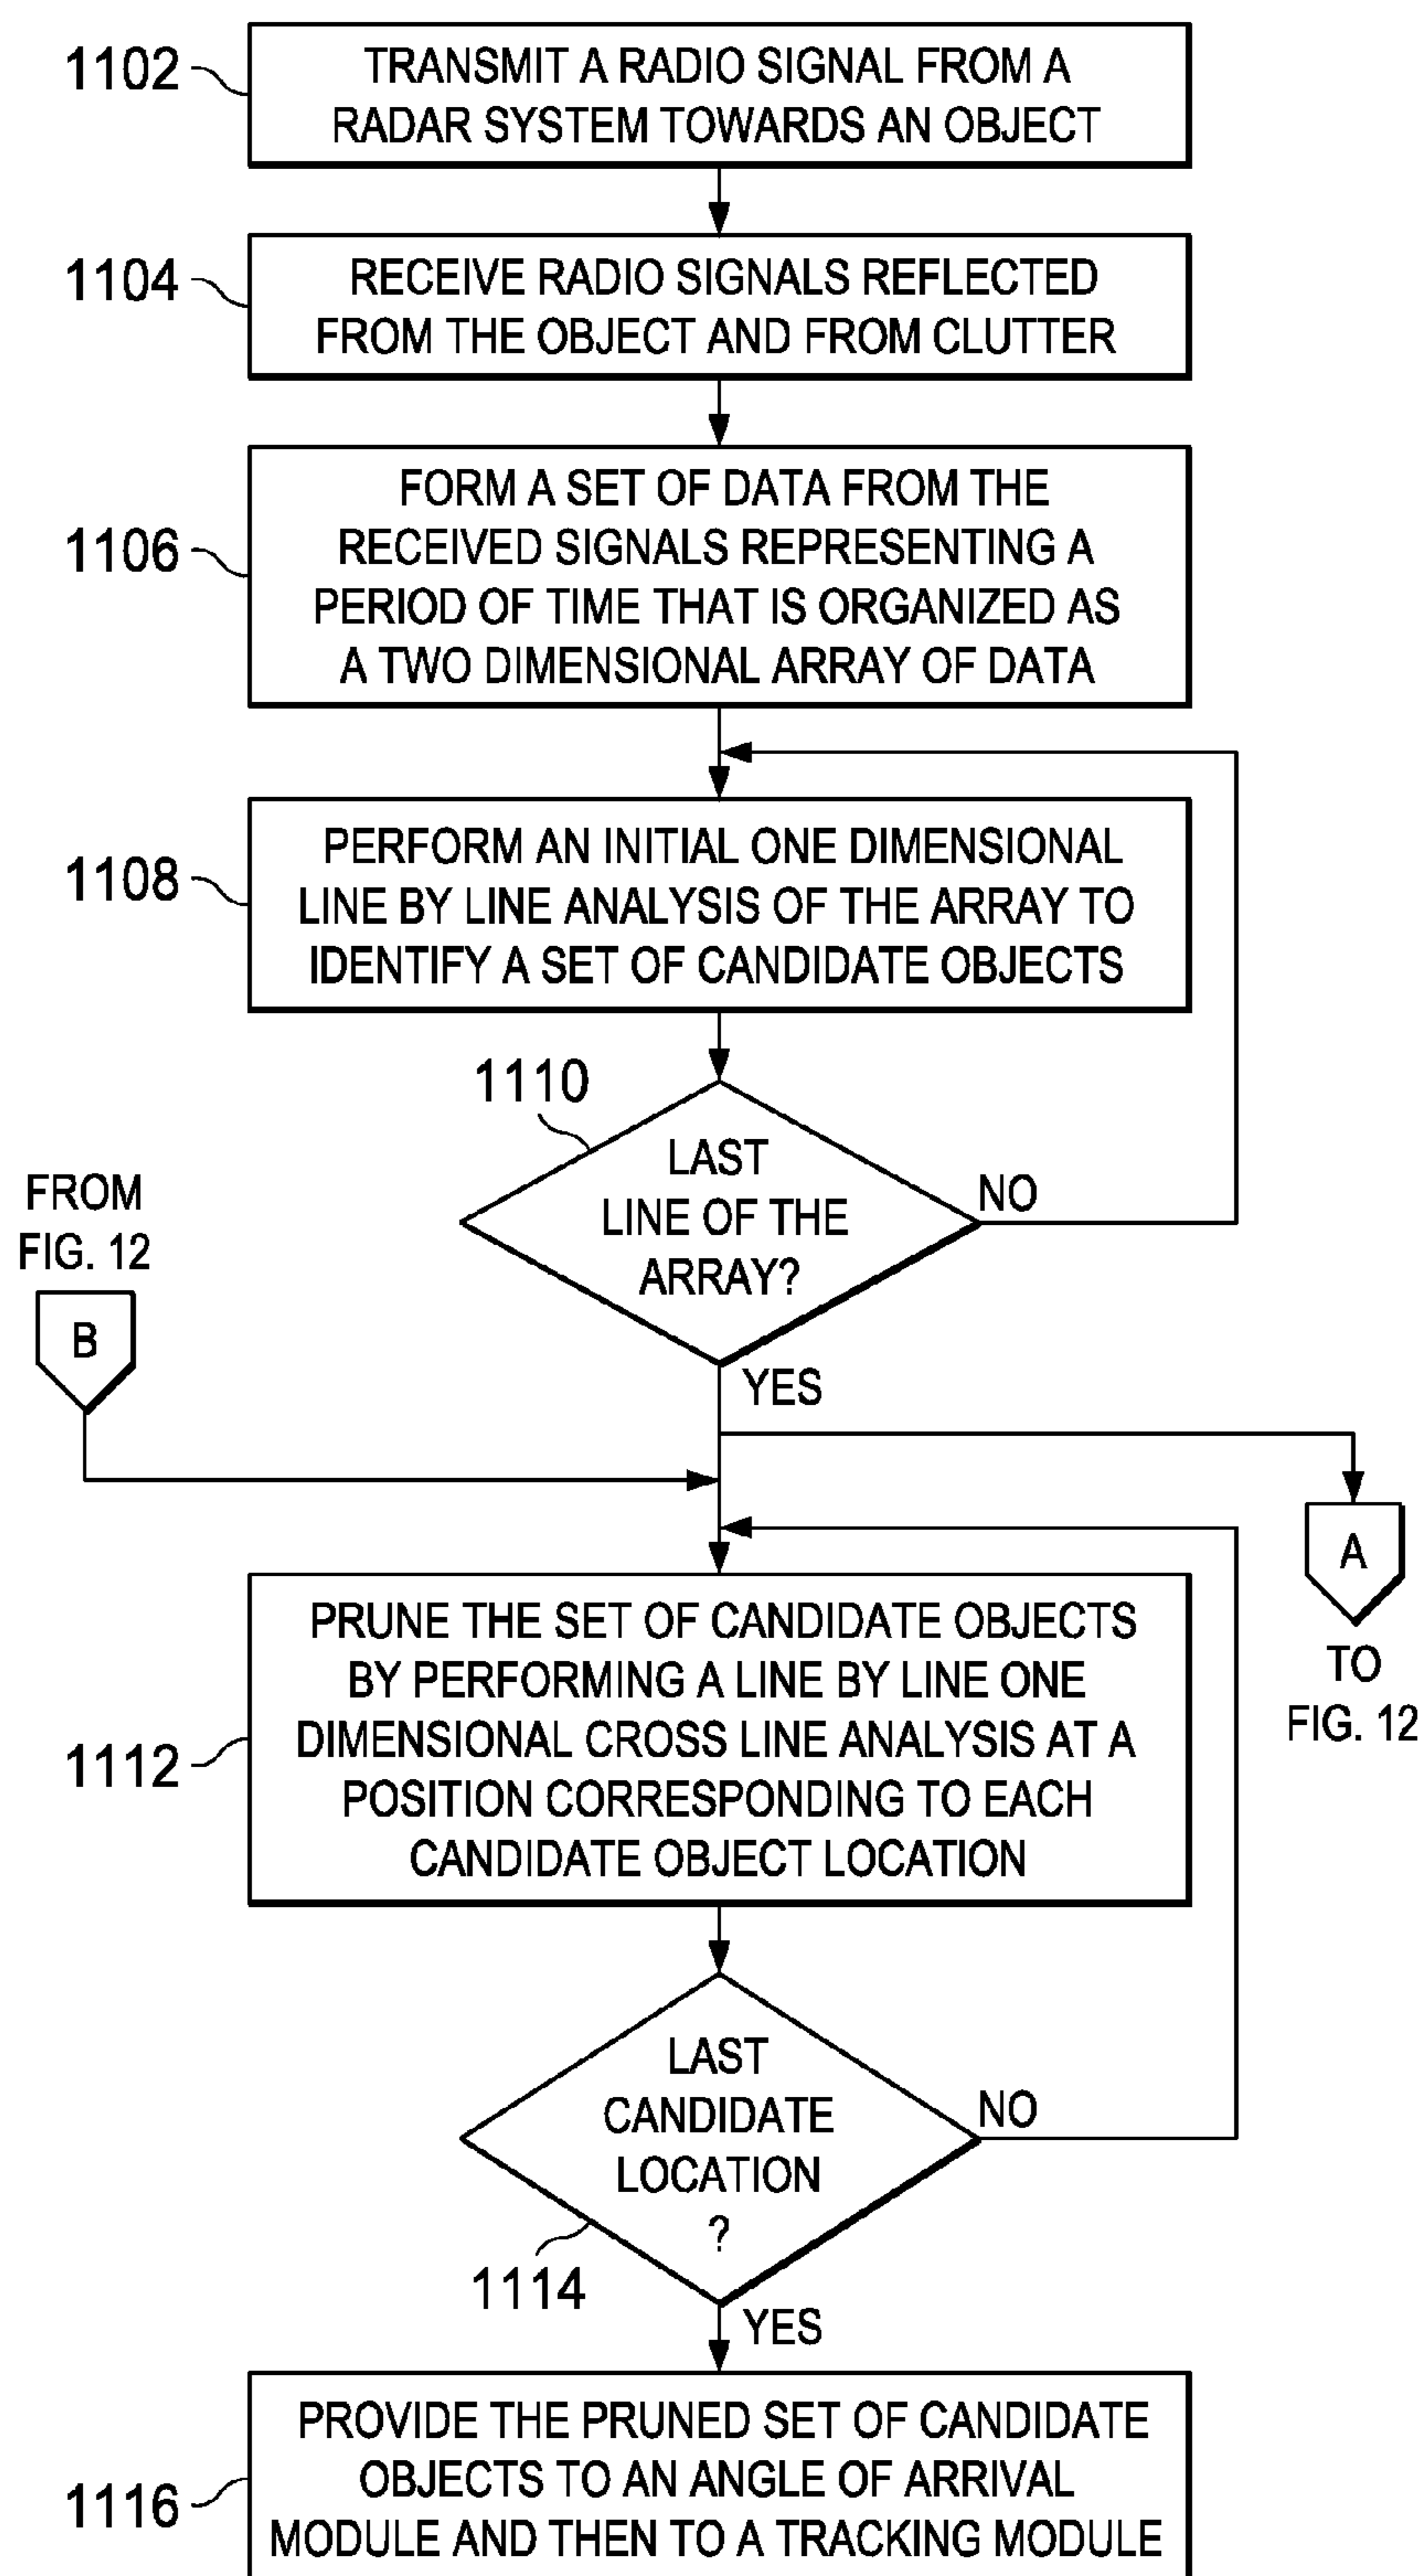 1102
TRANSMIT A RADIO SIGNAL FROM A
RADAR SYSTEM TOWARDS AN OBJECT
1104
RECEIVE RADIO SIGNALS REFLECTED
FROM THE OBJECT AND FROM CLUTTER
1106
FORM A SET OF DATA FROM THE
RECEIVED SIGNALS REPRESENTING A
PERIOD OF TIME THAT IS ORGANIZED AS
A TWO DIMENSIONAL ARRAY OF DATA
1108
PERFORM AN INITIAL ONE DIMENSIONAL
LINE BY LINE ANALYSIS OF THE ARRAY TO
IDENTIFY A SET OF CANDIDATE OBJECTS
1110
LAST
LINE OF THE
ARRAY?
NO
YES
FROM
FIG. 12
B
A
TO
FIG. 12
1112
PRUNE THE SET OF CANDIDATE OBJECTS
BY PERFORMING A LINE BY LINE ONE
DIMENSIONAL CROSS LINE ANALYSIS AT A
POSITION CORRESPONDING TO EACH
CANDIDATE OBJECT LOCATION
LAST
CANDIDATE
LOCATION
?
NO
1114
YES
1116
PROVIDE THE PRUNED SET OF CANDIDATE
OBJECTS TO AN ANGLE OF ARRIVAL
MODULE AND THEN TO A TRACKING MODULE